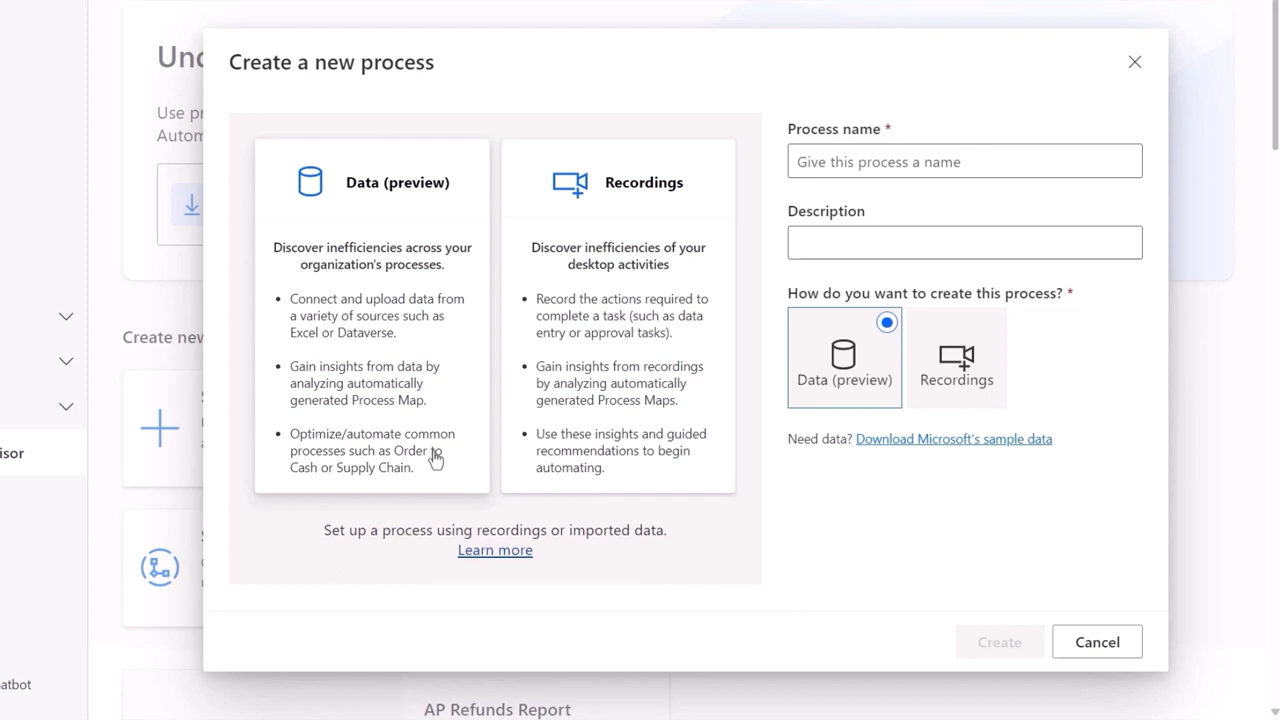 Create a new process
Data (preview)
Discover inefficiencies across your
organization's processes.
• Connect and upload data from
a variety of sources such as
Excel or Dataverse.
• Gain insights from data by
analyzing automatically
generated Process Map.
• Optimize/automate common
processes such as Order to
Cash or Supply Chain.
Recordings
Discover inefficiencies of your
desktop activities
• Record the actions required to
complete a task (such as data
entry or approval tasks).
• Gain insights from recordings
by analyzing automatically
generated Process Maps.
• Use these insights and guided
recommendations to begin
automating.
Set up a process using recordings or imported data.
Learn more
Process name *
Give this process a name
Description
How do you want to create this process? *
Data (preview)
Recordings
Need data? Download Microsoft's sample data
Create
Cancel
Use
Create new
AP Refunds Report